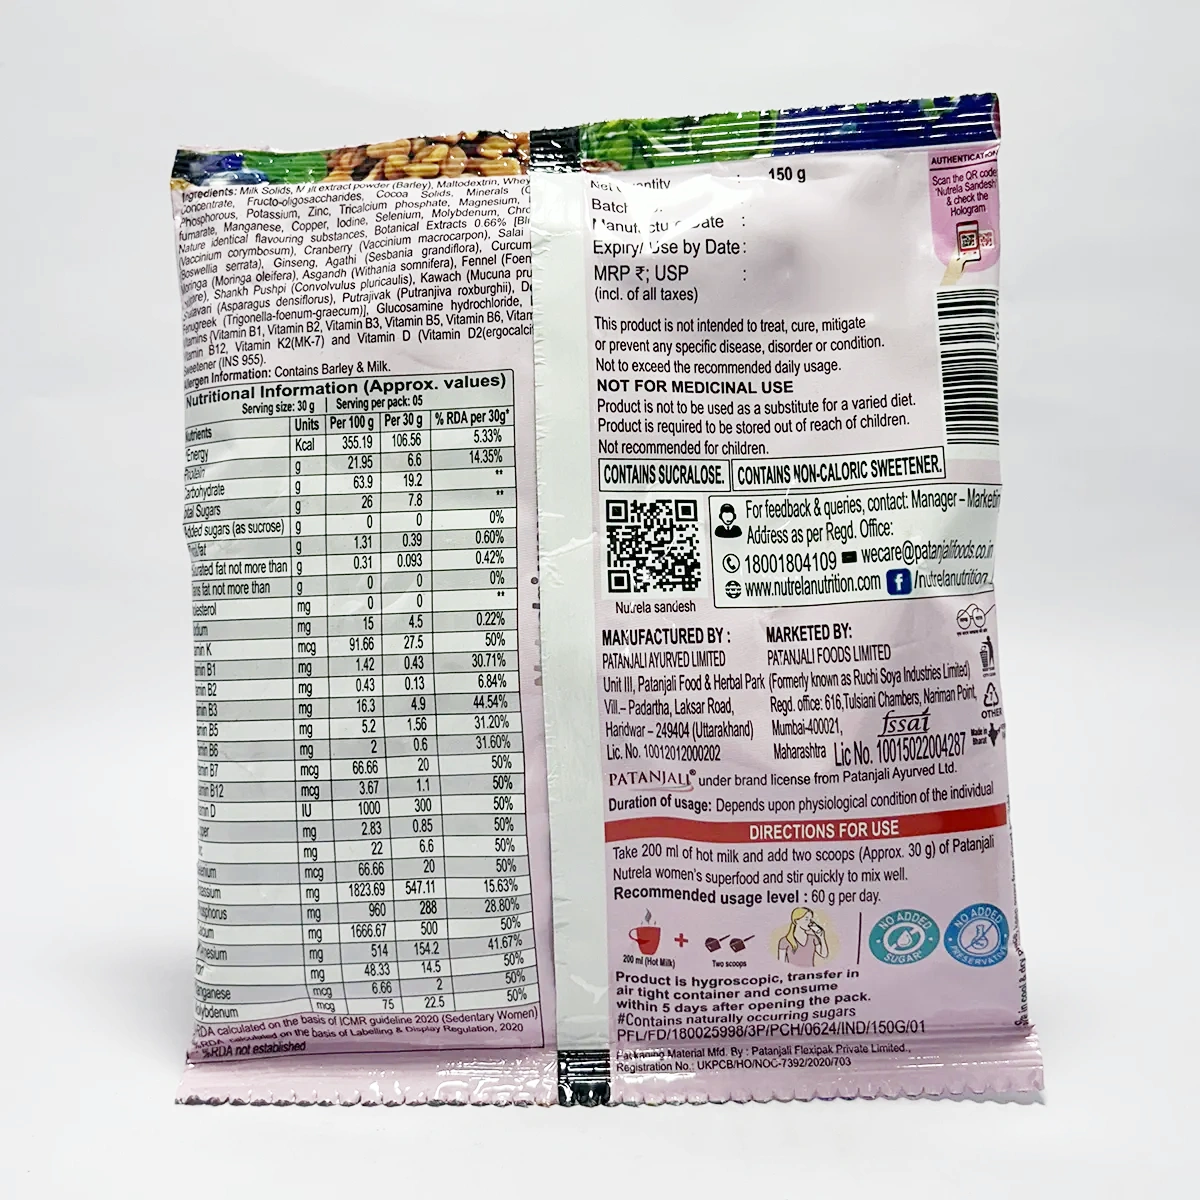 Ingredients: Milk Solids, Malt extract powder (Barley), Maltodextrin, Whey
Concentrate, Fructo-oligosaccharides, Cocoa Solids, Minerals
Phosphorous, Potassium, Zinc, Tricalcium phosphate, Magnesium,
fumarate, Manganese, Copper, Iodine, Selenium, Molybdenum,
Nature identical flavouring substances, Botanical Extracts 0.66%
(Vaccinium corymbosum), Cranberry (Vaccinium macrocarpon), Salai
Boswellia serrata), Ginseng, Agathi (Sesbania grandiflora),
Moringa (Moringa oleifera), Asgandh (Withania somnifera), Fennel
Shankh Pushpi (Convolvulus pluricaulis), Kawach (Mucuna
(Asparagus densiflorus), Putrajivak (Putranjiva roxburghii),
Fenugreek (Trigonella-foenum-graecum)], Glucosamine hydrochloride,
Vitamins (Vitamin B1, Vitamin B2, Vitamin B3, Vitamin B5, Vitamin B6,
B12, Vitamin K2(MK-7) and Vitamin D (Vitamin D2
Sweetener (INS 955).
Allergen Information: Contains Barley & Milk.
Nutritional Information (Approx. values)
Serving size: 30 g | Serving per pack: 05
Nutrients Units Per 100 g Per 30 g % RDA per 30g*
Energy Kcal 355.19 106.56 5.33%
Protein g 21.95 6.6 14.35%
Carbohydrate g 63.9 19.2 **
Total Sugars g 26 7.8 **
Added sugars (as sucrose) g 0 0 0%
fat g 1.31 0.39 0.60%
fat not more than g 0.31 0.093 0.42%
fat not more than g 0 0 0%
mg 0 0 **
mg 15 4.5 0.22%
K mcg 91.66 27.5 50%
B1 mg 1.42 0.43 30.71%
B2 mg 0.43 0.13 6.84%
B3 mg 16.3 4.9 44.54%
B5 mg 5.2 1.56 31.20%
B6 mg 2 0.6 31.60%
B7 mcg 66.66 20 50%
B12 mcg 3.67 1.1 50%
D IU 1000 300 50%
mg 2.83 0.85 50%
mg 22 6.6 50%
mcg 66.66 20 50%
mg 1823.69 547.11 15.63%
mg 960 288 28.80%
mg 1666.67 500 50%
mg 514 154.2 41.67%
mg 48.33 14.5 50%
mcg 6.66 2 50%
mcg 75 22.5 50%
RDA calculated on the basis of ICMR guideline 2020 (Sedentary Women)
calculated on the basis of Labelling & Display Regulation, 2020
%RDA not established
Net : 150 g
Batch
Date :
Expiry/ Use by Date :
MRP ₹; USP :
(incl. of all taxes)
AUTHENTICATION
Scan the QR code
'Nutrela Sandesh'
& check the
Hologram
This product is not intended to treat, cure, mitigate
or prevent any specific disease, disorder or condition.
Not to exceed the recommended daily usage.
NOT FOR MEDICINAL USE
Product is not to be used as a substitute for a varied diet.
Product is required to be stored out of reach of children.
Not recommended for children.
CONTAINS SUCRALOSE. CONTAINS NON-CALORIC SWEETENER.
For feedback & queries, contact: Manager – Marketing
Address as per Regd. Office:
18001804109 wecare@patanjalifoods.co.in
www.nutrelanutrition.com f /nutrelanutrition
Nutrela sandesh
MANUFACTURED BY :
PATANJALI AYURVED LIMITED
Unit III, Patanjali Food & Herbal Park
Vill.– Padartha, Laksar Road,
Haridwar – 249404 (Uttarakhand)
Lic. No. 10012012000202
MARKETED BY:
PATANJALI FOODS LIMITED
(Formerly known as Ruchi Soya Industries Limited)
Regd. office: 616, Tulsiani Chambers, Nariman Point,
Mumbai-400021,
Maharashtra
fssai
Lic No. 10015022004287
OTHER
Made in
Bharat
PATANJALI® under brand license from Patanjali Ayurved Ltd.
Duration of usage: Depends upon physiological condition of the individual
DIRECTIONS FOR USE
Take 200 ml of hot milk and add two scoops (Approx. 30 g) of Patanjali
Nutrela women's superfood and stir quickly to mix well.
Recommended usage level : 60 g per day.
+
200 ml (Hot Milk) Two scoops
NO ADDED
SUGAR#
NO ADDED
PRESERVATIVE
Product is hygroscopic, transfer in
air tight container and consume
within 5 days after opening the pack.
#Contains naturally occurring sugars
PFL/FD/180025998/3P/PCH/0624/IND/150G/01
Packaging Material Mfd. By : Patanjali Flexipak Private Limited.,
Registration No.: UKPCB/HO/NOC-7392/2020/703